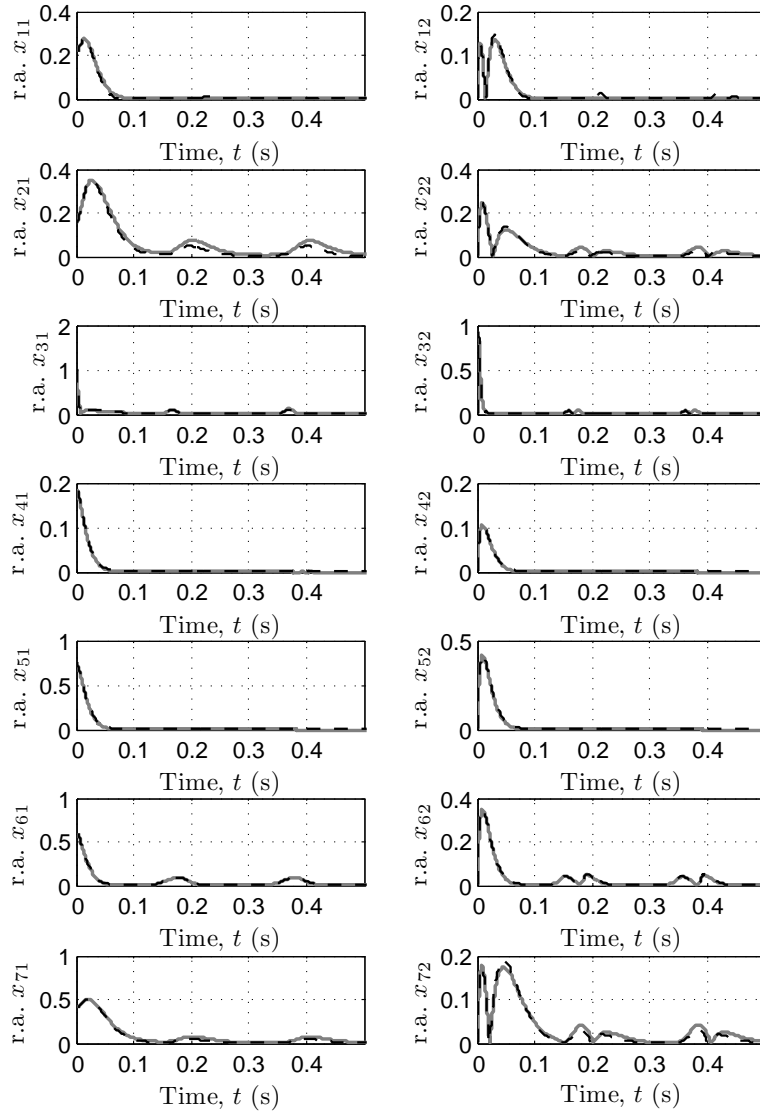 r.a. x11
0.4
0.2
0
0 0.1 0.2 0.3 0.4
Time, t (s)
r.a. x12
0.2
0.1
0
0 0.1 0.2 0.3 0.4
Time, t (s)
r.a. x21
0.4
0.2
0
0 0.1 0.2 0.3 0.4
Time, t (s)
r.a. x22
0.4
0.2
0
0 0.1 0.2 0.3 0.4
Time, t (s)
r.a. x31
2
1
0
0 0.1 0.2 0.3 0.4
Time, t (s)
r.a. x32
1
0.5
0
0 0.1 0.2 0.3 0.4
Time, t (s)
r.a. x41
0.2
0.1
0
0 0.1 0.2 0.3 0.4
Time, t (s)
r.a. x42
0.2
0.1
0
0 0.1 0.2 0.3 0.4
Time, t (s)
r.a. x51
1
0.5
0
0 0.1 0.2 0.3 0.4
Time, t (s)
r.a. x52
0.5
0
0 0.1 0.2 0.3 0.4
Time, t (s)
r.a. x61
1
0.5
0
0 0.1 0.2 0.3 0.4
Time, t (s)
r.a. x62
0.4
0.2
0
0 0.1 0.2 0.3 0.4
Time, t (s)
r.a. x71
1
0.5
0
0 0.1 0.2 0.3 0.4
Time, t (s)
r.a. x72
0.2
0.1
0
0 0.1 0.2 0.3 0.4
Time, t (s)